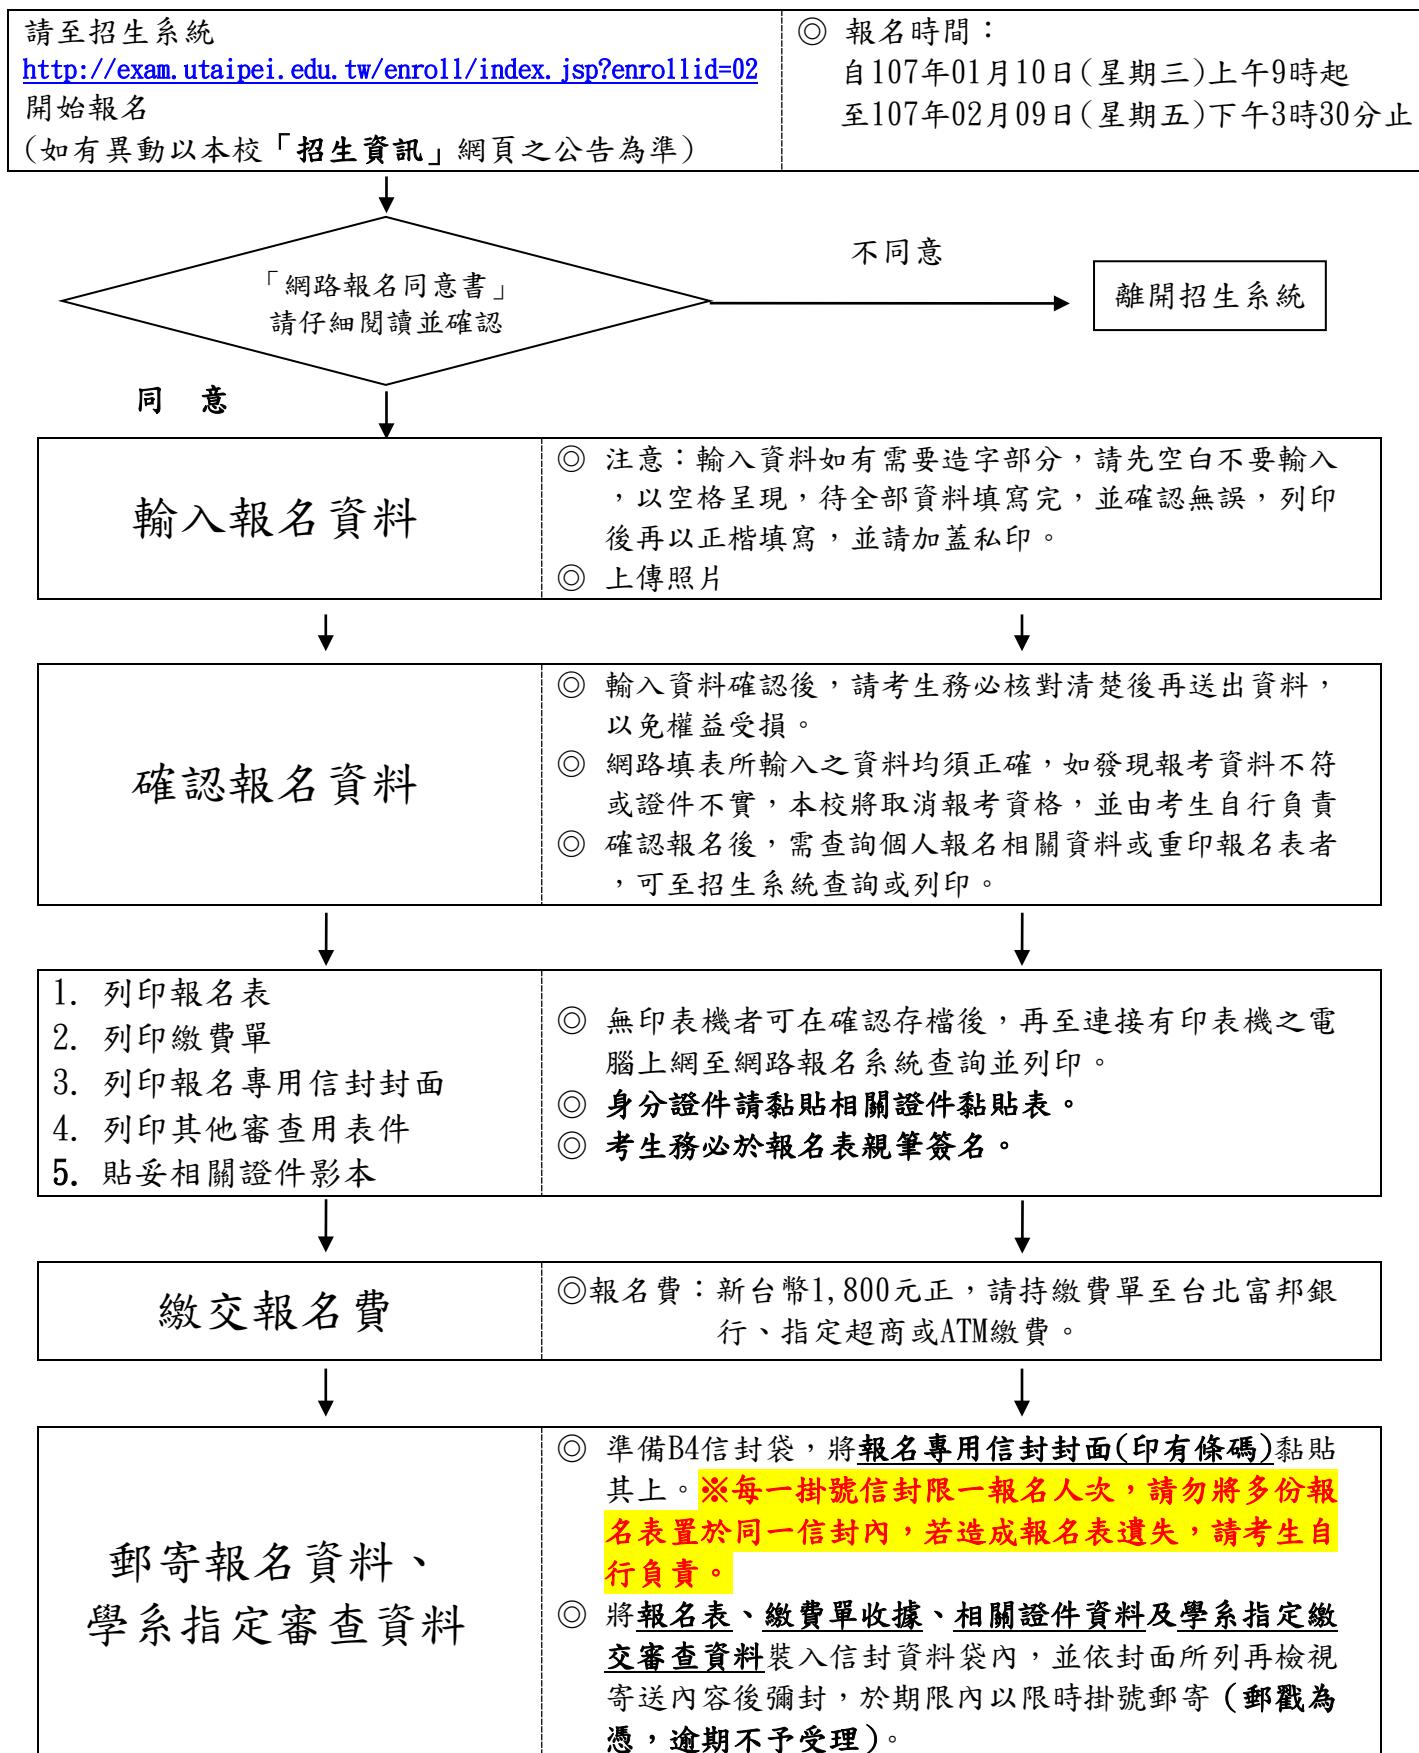 請至招生系統
http://exam.utaipei.edu.tw/enroll/index.jsp?enrollid=02
開始報名
(如有異動以本校「招生資訊」網頁之公告為準)
◎ 報名時間：
自107年01月10日(星期三)上午9時起
至107年02月09日(星期五)下午3時30分止
「網路報名同意書」
請仔細閱讀並確認
不同意
離開招生系統
同 意
輸入報名資料
◎ 注意：輸入資料如有需要造字部分，請先空白不要輸入
，以空格呈現，待全部資料填寫完，並確認無誤，列印
後再以正楷填寫，並請加蓋私印。
◎ 上傳照片
確認報名資料
◎ 輸入資料確認後，請考生務必核對清楚後再送出資料，
以免權益受損。
◎ 網路填表所輸入之資料均須正確，如發現報考資料不符
或證件不實，本校將取消報考資格，並由考生自行負責
◎ 確認報名後，需查詢個人報名相關資料或重印報名表者
，可至招生系統查詢或列印。
1. 列印報名表
2. 列印繳費單
3. 列印報名專用信封封面
4. 列印其他審查用表件
5. 貼妥相關證件影本
◎ 無印表機者可在確認存檔後，再至連接有印表機之電
腦上網至網路報名系統查詢並列印。
◎ 身分證件請黏貼相關證件黏貼表。
◎ 考生務必於報名表親筆簽名。
繳交報名費
◎報名費：新台幣1,800元正，請持繳費單至台北富邦銀
行、指定超商或ATM繳費。
郵寄報名資料、
學系指定審查資料
◎ 準備B4信封袋，將報名專用信封封面(印有條碼)黏貼
其上。※每一掛號信封限一報名人次，請勿將多份報
名表置於同一信封內，若造成報名表遺失，請考生自
行負責。
◎ 將報名表、繳費單收據、相關證件資料及學系指定繳
交審查資料裝入信封資料袋內，並依封面所列再檢視
寄送內容後彌封，於期限內以限時掛號郵寄(郵戳為
憑，逾期不予受理)。